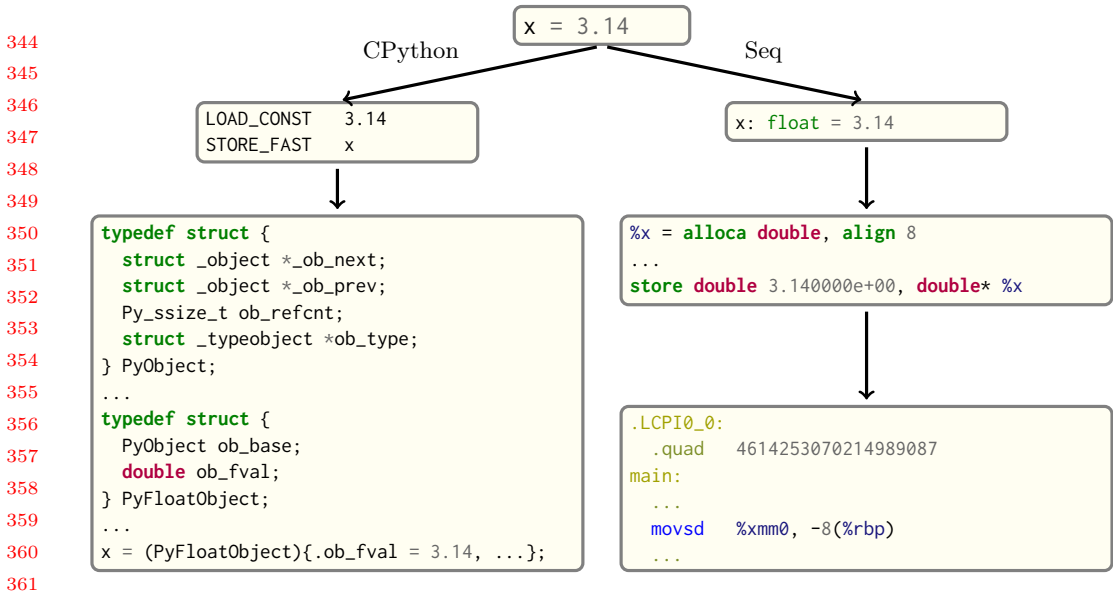 344
345
346
347
348
349
350
351
352
353
354
355
356
357
358
359
360
361
x = 3.14
CPython
Seq
LOAD_CONST   3.14
STORE_FAST   x
x: float = 3.14
typedef struct {
  struct _object *_ob_next;
  struct _object *_ob_prev;
  Py_ssize_t ob_refcnt;
  struct _typeobject *ob_type;
} PyObject;
...
typedef struct {
  PyObject ob_base;
  double ob_fval;
} PyFloatObject;
...
x = (PyFloatObject){.ob_fval = 3.14, ...};
%x = alloca double, align 8
...
store double 3.140000e+00, double* %x
.LCPI0_0:
  .quad   4614253070214989087
main:
  ...
  movsd   %xmm0, -8(%rbp)
  ...